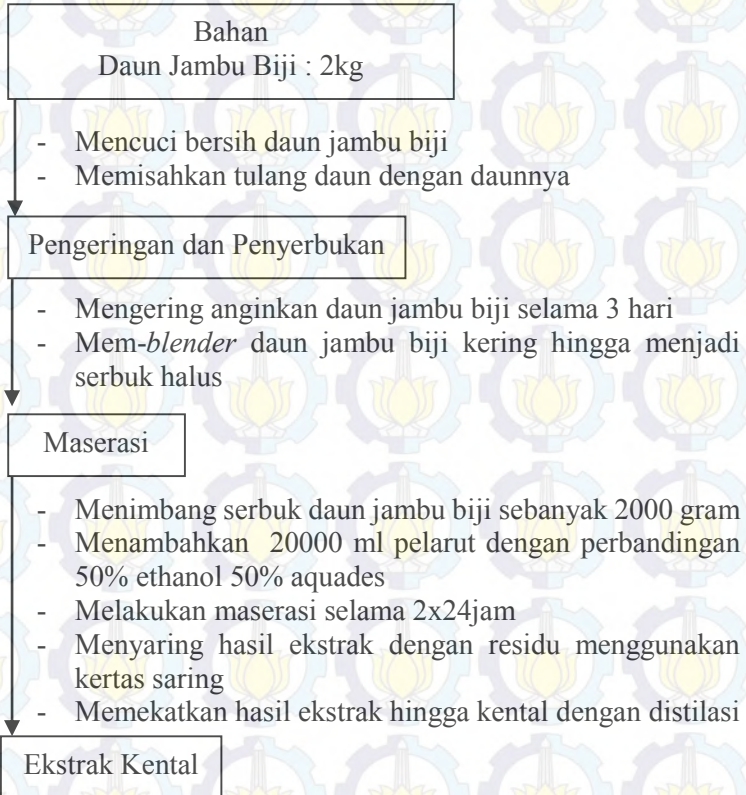 Bahan
Daun Jambu Biji : 2kg
- Mencuci bersih daun jambu biji
- Memisahkan tulang daun dengan daunnya
Pengeringan dan Penyerbukan
- Mengering anginkan daun jambu biji selama 3 hari
- Mem-blender daun jambu biji kering hingga menjadi
serbuk halus
Maserasi
- Menimbang serbuk daun jambu biji sebanyak 2000 gram
- Menambahkan 20000 ml pelarut dengan perbandingan
50% ethanol 50% aquades
- Melakukan maserasi selama 2x24jam
- Menyaring hasil ekstrak dengan residu menggunakan
kertas saring
- Memekatkan hasil ekstrak hingga kental dengan distilasi
Ekstrak Kental